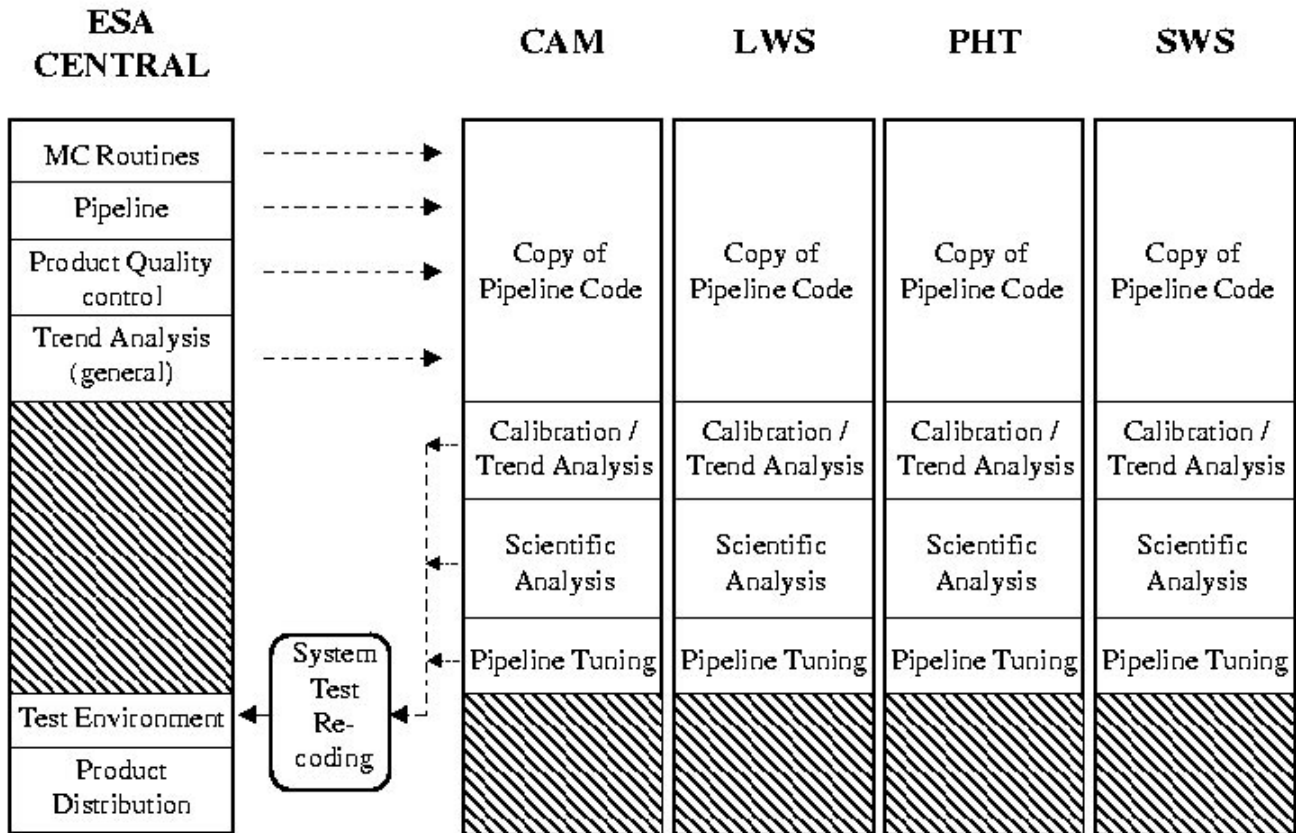 ESA
CENTRAL
CAM
LWS
PHT
SWS
MC Routines
Pipeline
Product Quality
control
Trend Analysis
(general)
Test Environment
Product
Distribution
System
Test
Re-
coding
Copy of
Pipeline Code
Calibration /
Trend Analysis
Scientific
Analysis
Pipeline Tuning
Copy of
Pipeline Code
Calibration /
Trend Analysis
Scientific
Analysis
Pipeline Tuning
Copy of
Pipeline Code
Calibration /
Trend Analysis
Scientific
Analysis
Pipeline Tuning
Copy of
Pipeline Code
Calibration /
Trend Analysis
Scientific
Analysis
Pipeline Tuning